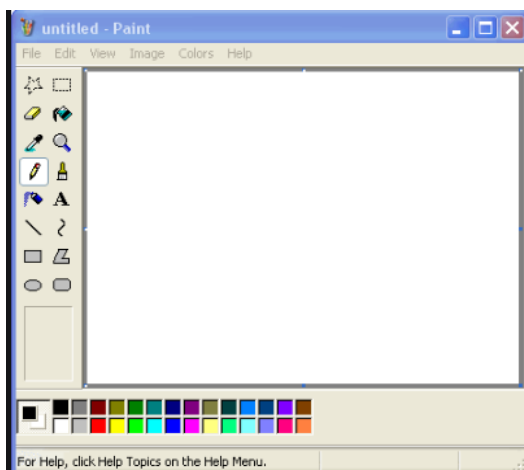 untitled - Paint
File Edit View Image Colors Help
A
For Help, click Help Topics on the Help Menu.